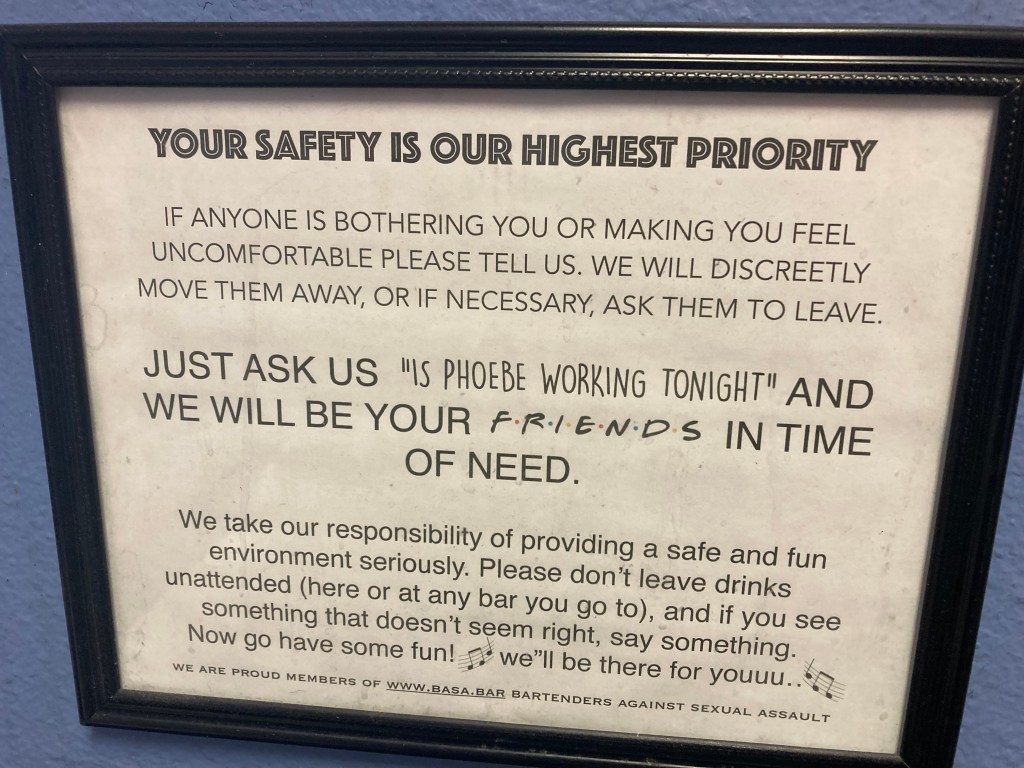 YOUR SAFETY IS OUR HIGHEST PRIORITY
IF ANYONE IS BOTHERING YOU OR MAKING YOU FEEL
UNCOMFORTABLE PLEASE TELL US. WE WILL DISCREETLY
MOVE THEM AWAY, OR IF NECESSARY, ASK THEM TO LEAVE.
JUST ASK US "IS PHOEBE WORKING TONIGHT" AND
WE WILL BE YOUR F·R·I·E·N·D·S IN TIME
OF NEED.
We take our responsibility of providing a safe and fun
environment seriously. Please don't leave drinks
unattended (here or at any bar you go to), and if you see
something that doesn't seem right, say something.
Now go have some fun! we"ll be there for youuu..
WE ARE PROUD MEMBERS OF WWW.BASA.BAR BARTENDERS AGAINST SEXUAL ASSAULT